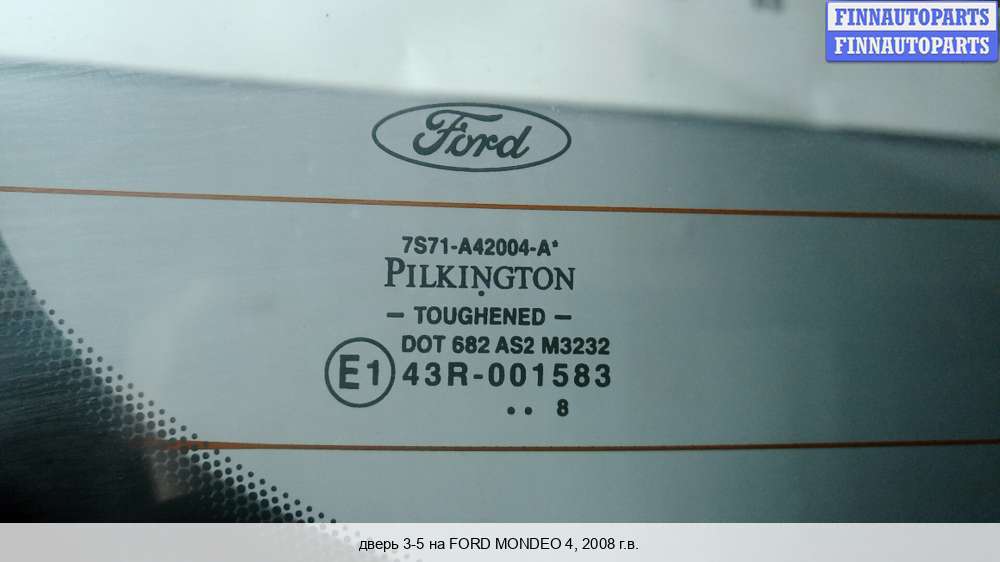 FINNAUTOPARTS
FINNAUTOPARTS
Ford
7S71-A42004-A*
PILKINGTON
– TOUGHENED –
DOT 682 AS2 M3232
E1 43R-001583
.. 8
дверь 3-5 на FORD MONDEO 4, 2008 г.в.